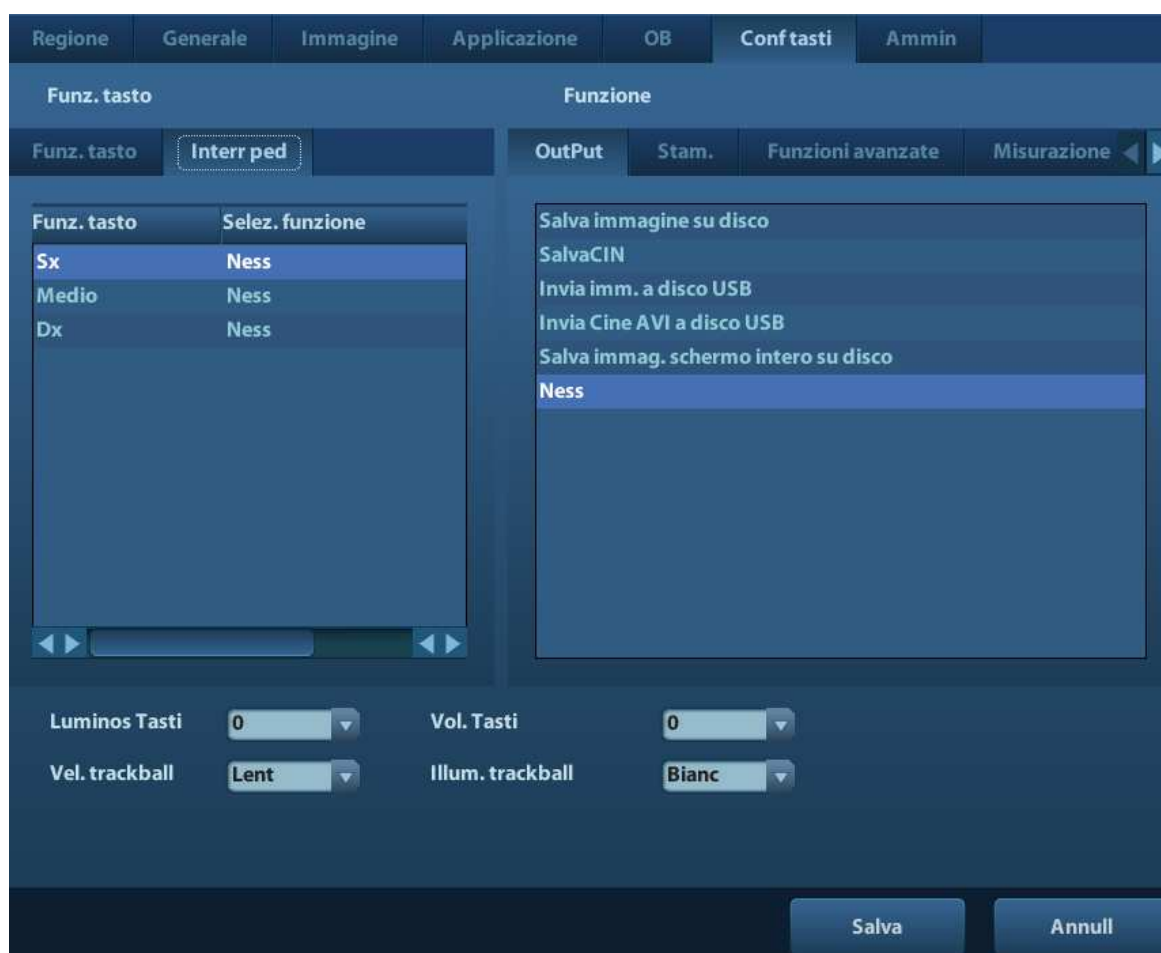 Regione Generale Immagine Applicazione OB Conf tasti Ammin
Funz. tasto Funzione
Funz. tasto Interr ped OutPut Stam. Funzioni avanzate Misurazione
Funz. tasto Selez. funzione
Sx Ness
Medio Ness
Dx Ness
Salva immagine su disco
SalvaCIN
Invia imm. a disco USB
Invia Cine AVI a disco USB
Salva immag. schermo intero su disco
Ness
Luminos Tasti 0 Vol. Tasti 0
Vel. trackball Lent Illum. trackball Bianc
Salva Annull